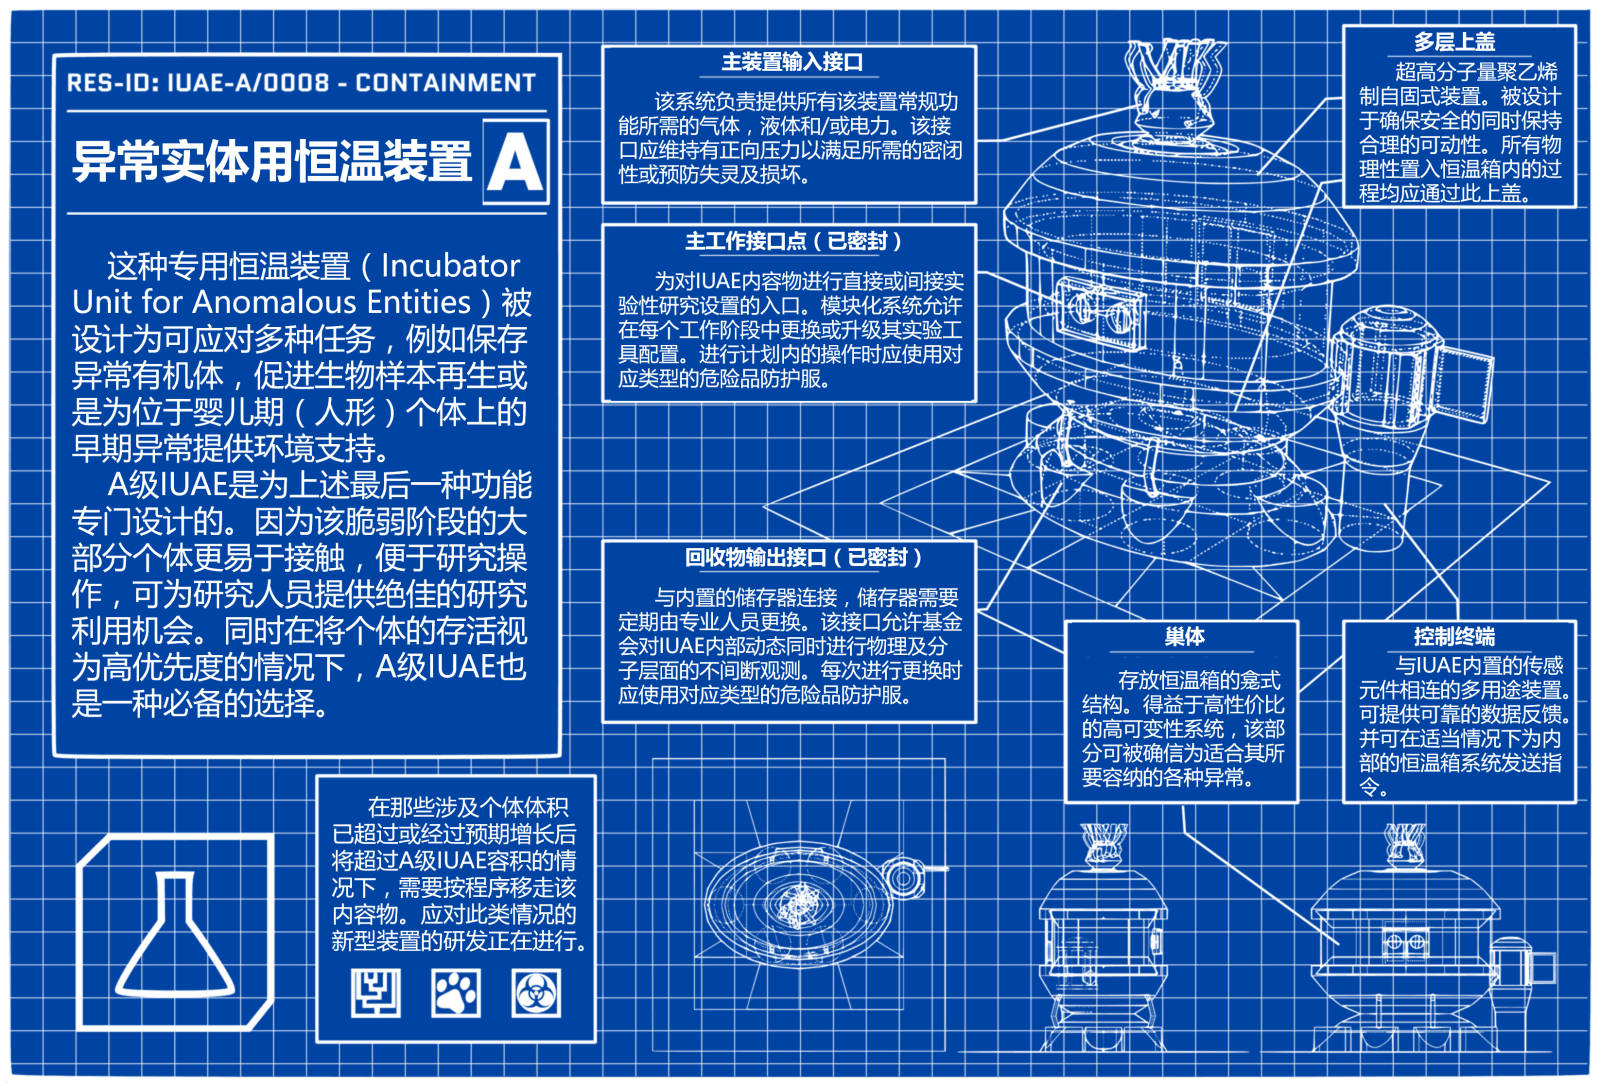 RES-ID: IUAE-A/0008 - CONTAINMENT
异常实体用恒温装置 A
这种专用恒温装置（Incubator
Unit for Anomalous Entities）被
设计为可应对多种任务，例如保存
异常有机体，促进生物样本再生或
是为位于婴儿期（人形）个体上的
早期异常提供环境支持。
A级IUAE是为上述最后一种功能
专门设计的。因为该脆弱阶段的大
部分个体更易于接触，便于研究操
作，可为研究人员提供绝佳的研究
利用机会。同时在将个体的存活视
为高优先度的情况下，A级IUAE也
是一种必备的选择。
在那些涉及个体体积
已超过或经过预期增长后
将超过A级IUAE容积的情
况下，需要按程序移走该
内容物。应对此类情况的
新型装置的研发正在进行。
主装置输入接口
该系统负责提供所有该装置常规功
能所需的气体，液体和/或电力。该接
口应维持有正向压力以满足所需的密闭
性或预防失灵及损坏.
主工作接口点（已密封）
为对IUAE内容物进行直接或间接实
验性研究设置的入口。模块化系统允许
在每个工作阶段中更换或升级其实验工
具配置。进行计划内的操作时应使用对
应类型的危险品防护服。
回收物输出接口（已密封）
与内置的储存器连接，储存器需要
定期由专业人员更换。该接口允许基金
会对IUAE内部动态同时进行物理及分
子层面的不间断观测。每次进行更换时
应使用对应类型的危险品防护服。
多层上盖
超高分子量聚乙烯
制自固式装置。被设计
于确保安全的同时保持
合理的可动性。所有物
理性置入恒温箱内的过
程均应通过此上盖。
巢体
存放恒温箱的龛式
结构。得益于高性价比
的高可变性系统，该部
分可被确信为适合其所
要容纳的各种异常。
控制终端
与IUAE内置的传感
元件相连的多用途装置。
可提供可靠的数据反馈。
并可在适当情况下为内
部的恒温箱系统发送指
令。